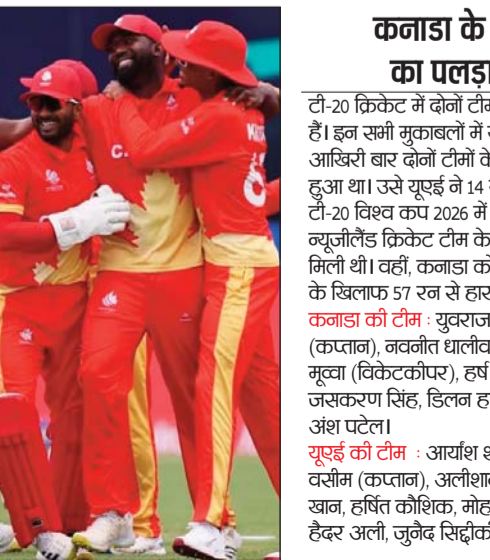 कनाडा के
का पलड़ा
टी-20 क्रिकेट में दोनों टीम
हैं। इन सभी मुकाबलों में
आखिरी बार दोनों टीमों के
हुआ था। उसे यूएई ने 14
टी-20 विश्व कप 2026 में
न्यूजीलैंड क्रिकेट टीम के
मिली थी। वहीं, कनाडा को
के खिलाफ 57 रन से हार
कनाडा की टीम : युवराज
(कप्तान), नवनीत धालीव
मूव्वा (विकेटकीपर), हर्ष
जसकरण सिंह, डिलन ह
अंश पटेल।
यूएई की टीम : आर्यांश श
वसीम (कप्तान), अलीशान
खान, हर्षित कौशिक, मोह
हैदर अली, जुनैद सिद्दीकी